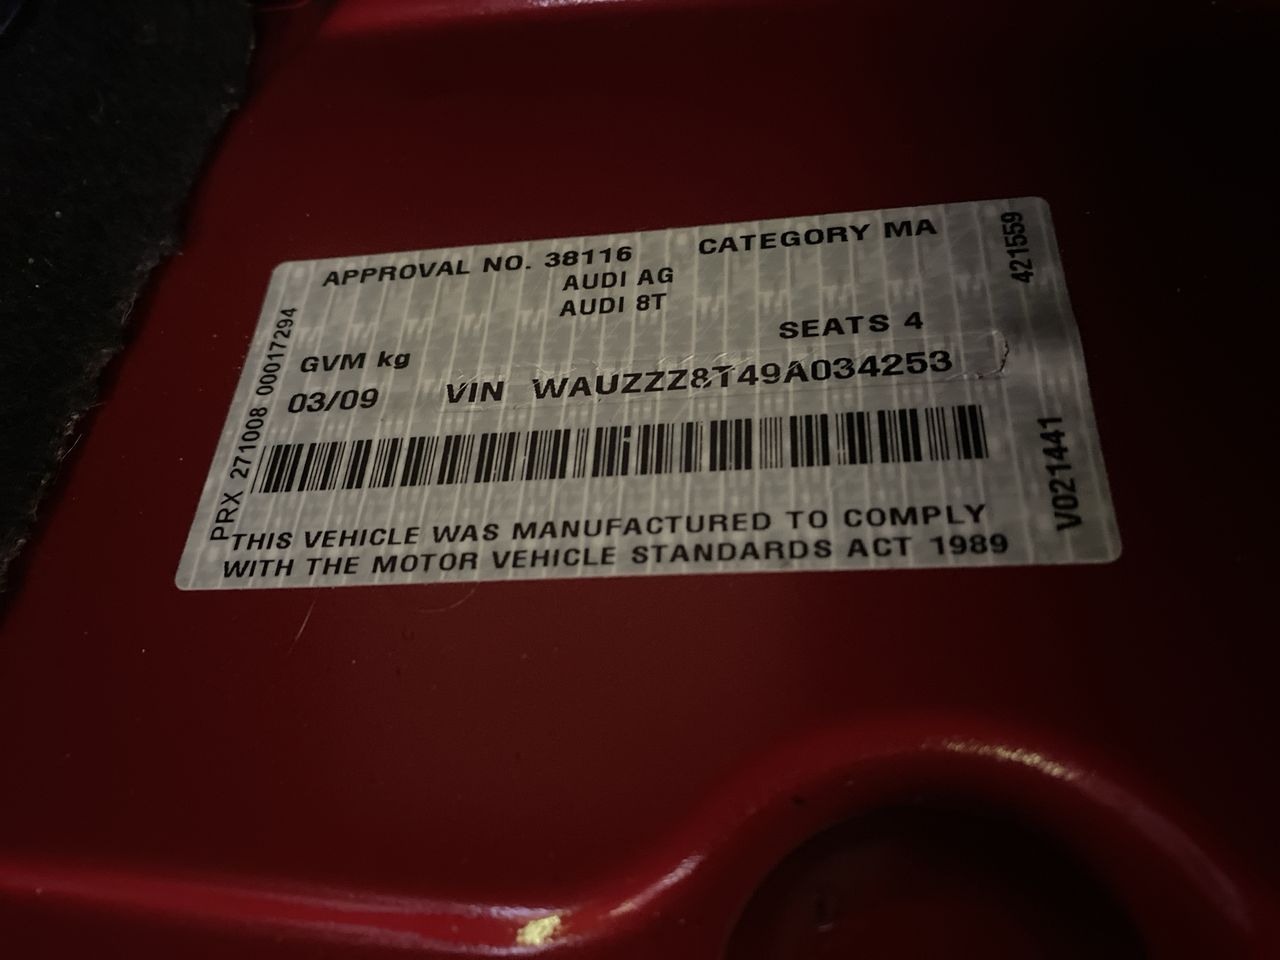 APPROVAL NO. 38116 CATEGORY MA
AUDI AG
AUDI 8T
SEATS 4
GVM kg
03/09 VIN WAUZZZ8T49A034253
THIS VEHICLE WAS MANUFACTURED TO COMPLY
WITH THE MOTOR VEHICLE STANDARDS ACT 1989
PRX 271008 00017294
421559
V021441